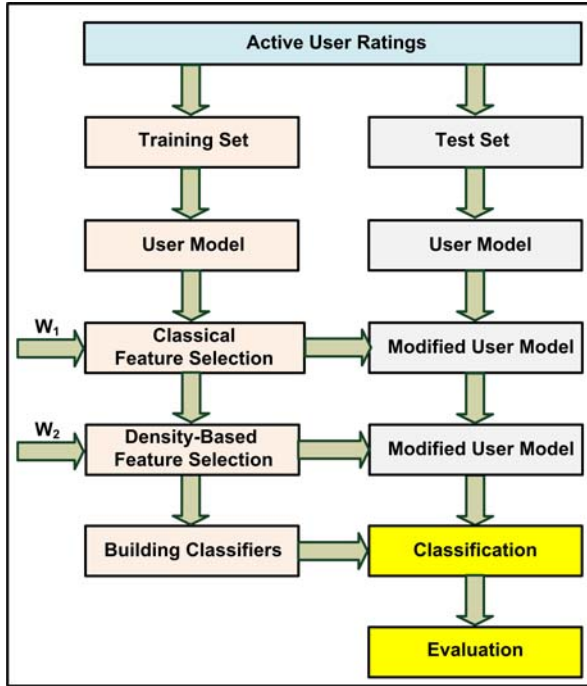 Active User Ratings
Training Set
Test Set
User Model
User Model
W₁
Classical
Feature Selection
Modified User Model
W₂
Density-Based
Feature Selection
Modified User Model
Building Classifiers
Classification
Evaluation